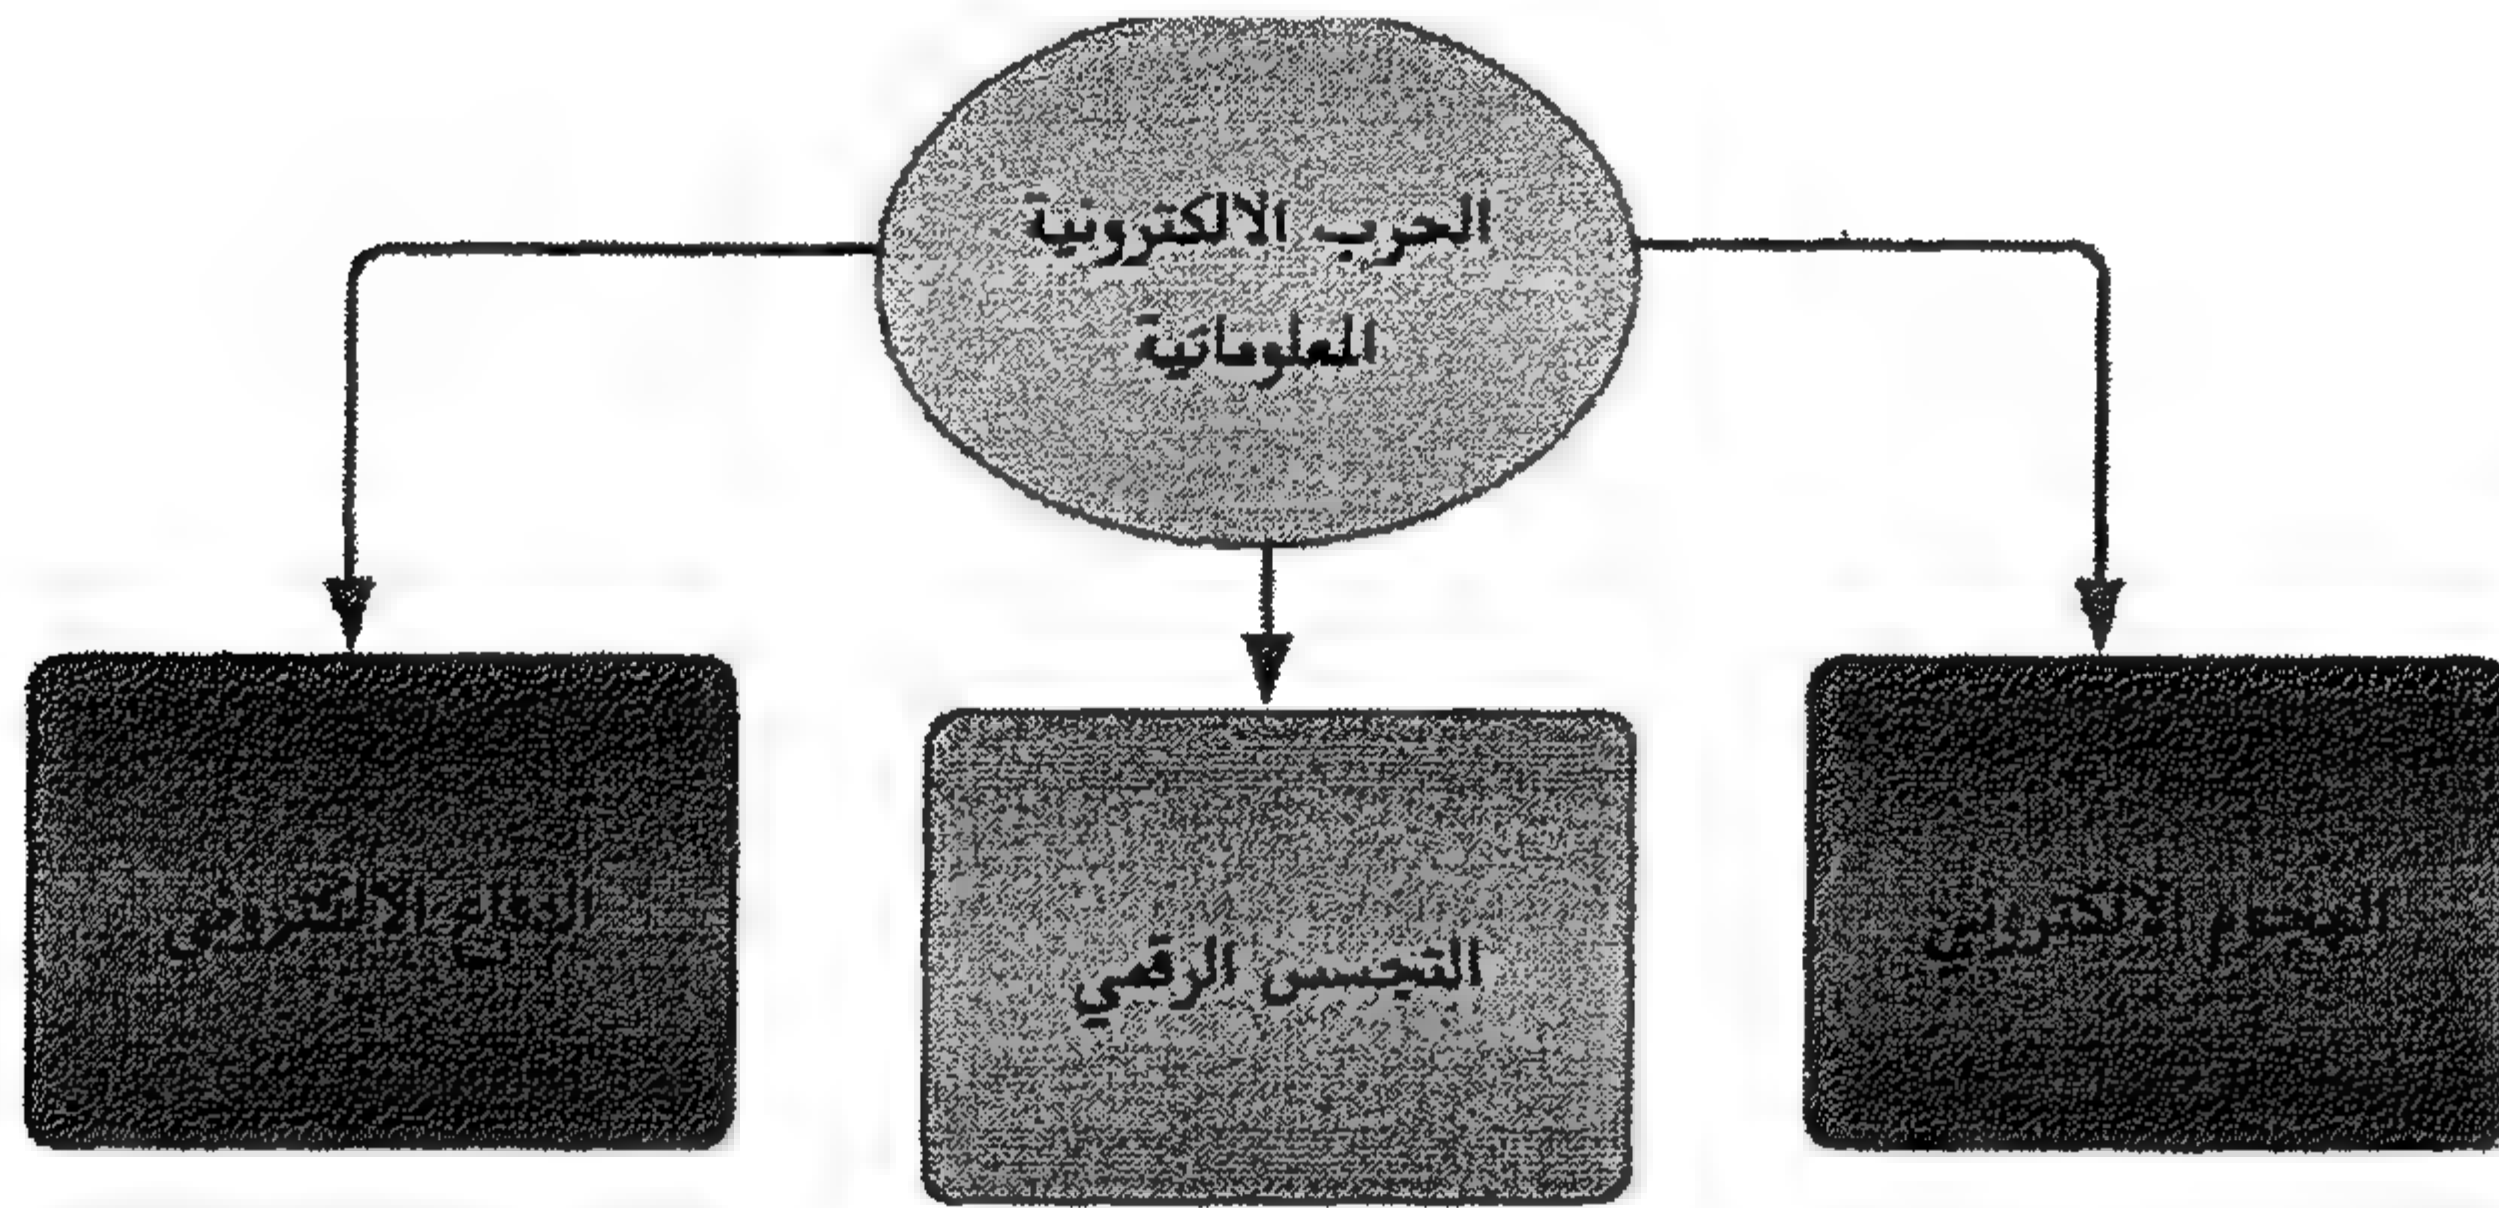 الحرب الالكترونية
المعلوماتية
الهجوم الالكتروني
التجسس الرقمي
الدفاع الالكتروني